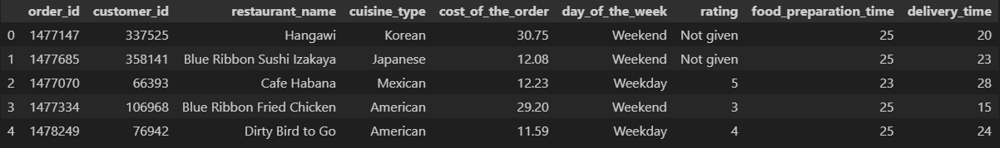 order_id customer_id restaurant_name cuisine_type cost_of_the_order day_of_the_week rating food_preparation_time delivery_time
0 1477147 337525 Hangawi Korean 30.75 Weekend Not given 25 20
1 1477685 358141 Blue Ribbon Sushi Izakaya Japanese 12.08 Weekend Not given 25 23
2 1477070 66393 Cafe Habana Mexican 12.23 Weekday 5 23 28
3 1477334 106968 Blue Ribbon Fried Chicken American 29.20 Weekend 3 25 15
4 1478249 76942 Dirty Bird to Go American 11.59 Weekday 4 25 24